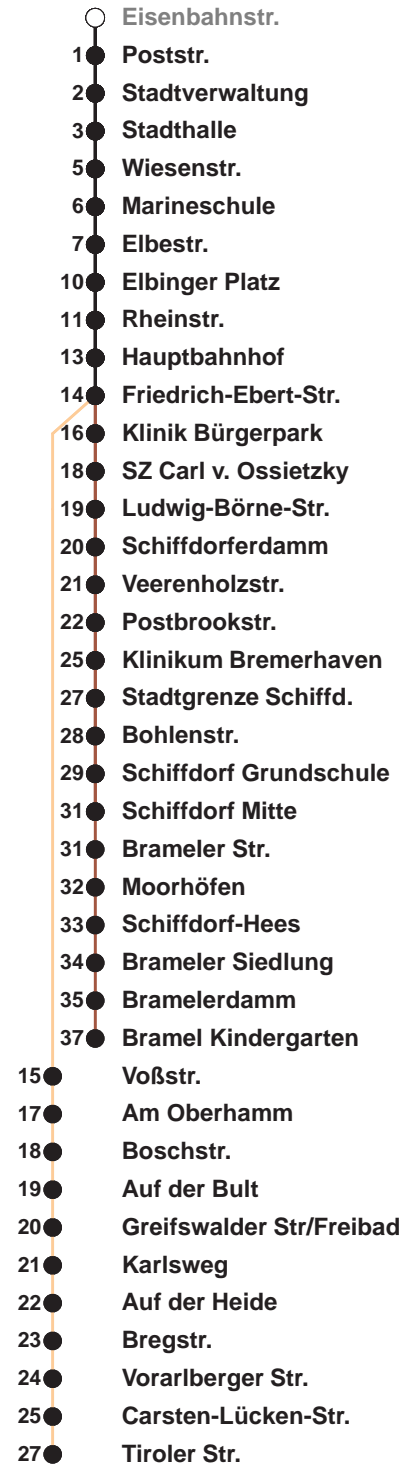 Eisenbahnstr.
1 Poststr.
2 Stadtverwaltung
3 Stadthalle
5 Wiesenstr.
6 Marineschule
7 Elbestr.
10 Elbinger Platz
11 Rheinstr.
13 Hauptbahnhof
14 Friedrich-Ebert-Str.
16 Klinik Bürgerpark
18 SZ Carl v. Ossietzky
19 Ludwig-Börne-Str.
20 Schiffdorferdamm
21 Veerenholzstr.
22 Postbrookstr.
25 Klinikum Bremerhaven
27 Stadtgrenze Schiffd.
28 Bohlenstr.
29 Schiffdorf Grundschule
31 Schiffdorf Mitte
31 Brameler Str.
32 Moorhöfen
33 Schiffdorf-Hees
34 Brameler Siedlung
35 Bramelerdamm
37 Bramel Kindergarten
15 Voßstr.
17 Am Oberhamm
18 Boschstr.
19 Auf der Bult
20 Greifswalder Str/Freibad
21 Karlsweg
22 Auf der Heide
23 Bregstr.
24 Vorarlberger Str.
25 Carsten-Lücken-Str.
27 Tiroler Str.